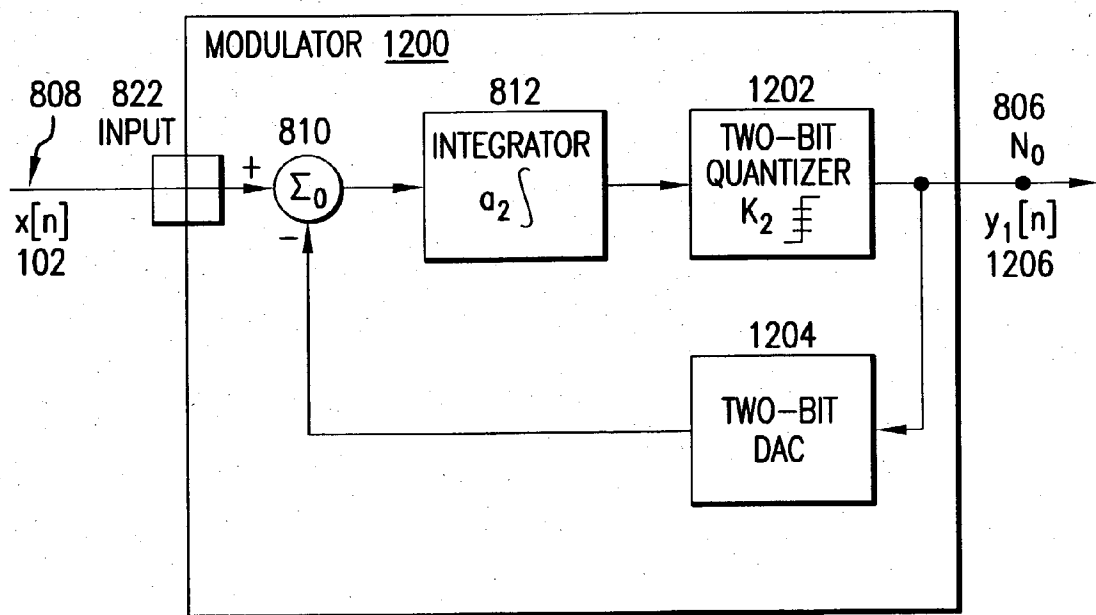 MODULATOR 1200
808
822
INPUT
810
812
1202
806
+
Σ0
−
INTEGRATOR
a2 ∫
TWO-BIT
QUANTIZER
K2
N0
x[n]
102
y1[n]
1206
1204
TWO-BIT
DAC